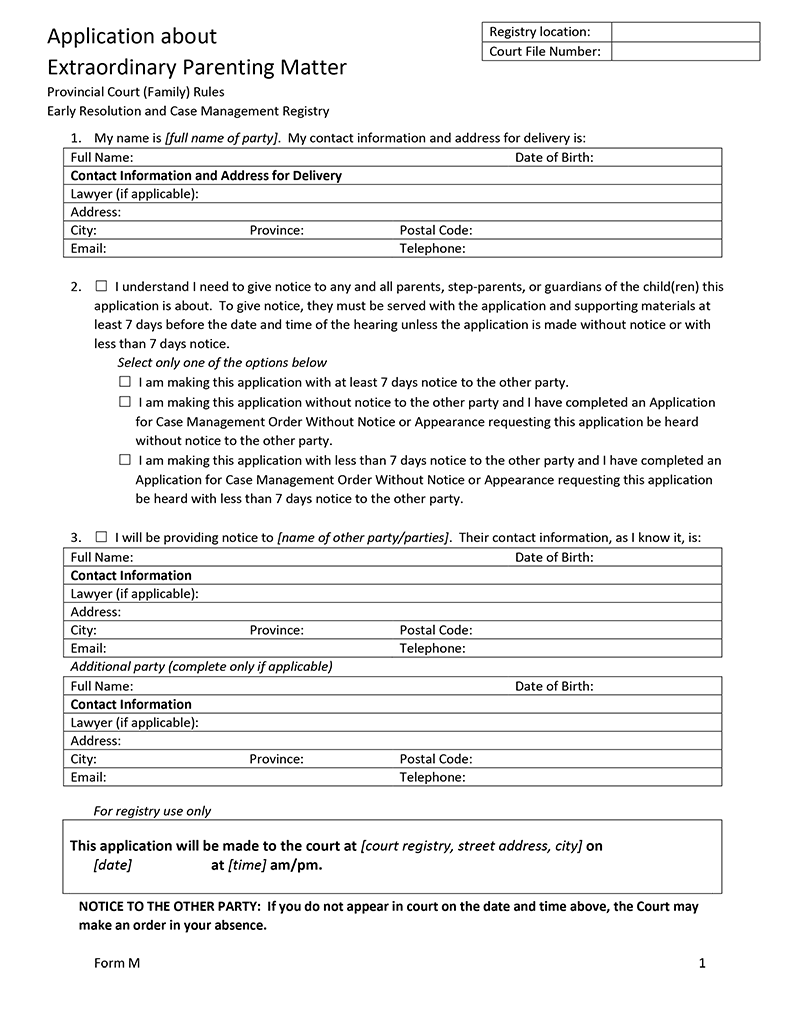 Application about
Extraordinary Parenting Matter
Registry location:
Court File Number:
Provincial Court (Family) Rules
Early Resolution and Case Management Registry
1. My name is [full name of party]. My contact information and address for delivery is:
Full Name: Date of Birth:
Contact Information and Address for Delivery
Lawyer (if applicable):
Address:
City: Province: Postal Code:
Email: Telephone:
2. ☐ I understand I need to give notice to any and all parents, step-parents, or guardians of the child(ren) this
application is about. To give notice, they must be served with the application and supporting materials at
least 7 days before the date and time of the hearing unless the application is made without notice or with
less than 7 days notice.
Select only one of the options below
☐ I am making this application with at least 7 days notice to the other party.
☐ I am making this application without notice to the other party and I have completed an Application
for Case Management Order Without Notice or Appearance requesting this application be heard
without notice to the other party.
☐ I am making this application with less than 7 days notice to the other party and I have completed an
Application for Case Management Order Without Notice or Appearance requesting this application
be heard with less than 7 days notice to the other party.
3. ☐ I will be providing notice to [name of other party/parties]. Their contact information, as I know it, is:
Full Name: Date of Birth:
Contact Information
Lawyer (if applicable):
Address:
City: Province: Postal Code:
Email: Telephone:
Additional party (complete only if applicable)
Full Name: Date of Birth:
Contact Information
Lawyer (if applicable):
Address:
City: Province: Postal Code:
Email: Telephone:
For registry use only
This application will be made to the court at [court registry, street address, city] on
[date] at [time] am/pm.
NOTICE TO THE OTHER PARTY: If you do not appear in court on the date and time above, the Court may
make an order in your absence.
Form M 1